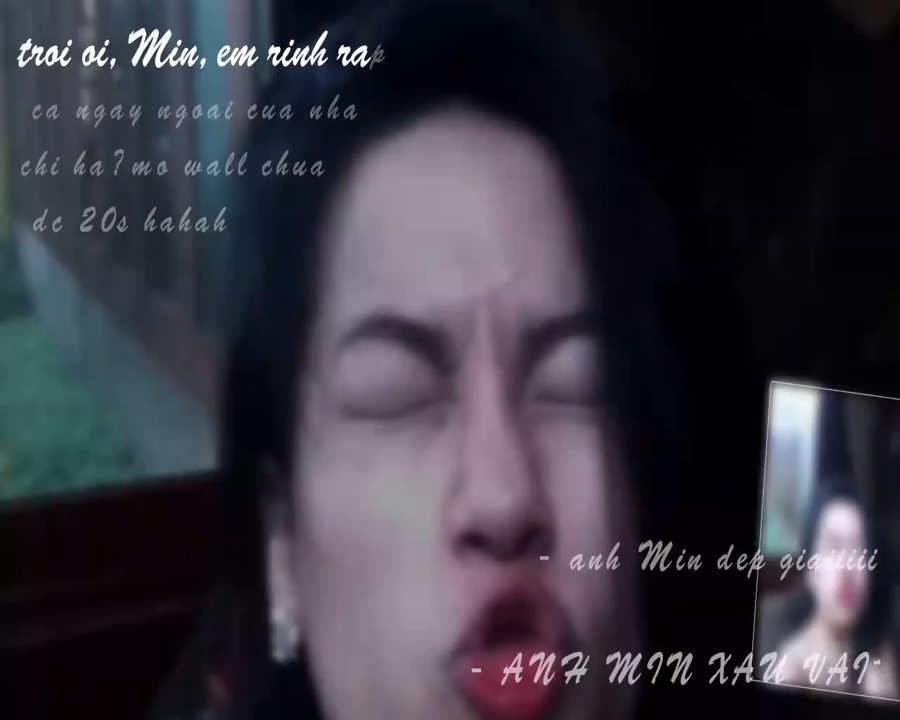 troi oi, Min, em rinh rap
ca ngay ngoai cua nha
chi ha? mo wall chua
dc 20s hahah
- anh Min dep giaiiiii
- ANH MIN XAU VAI~